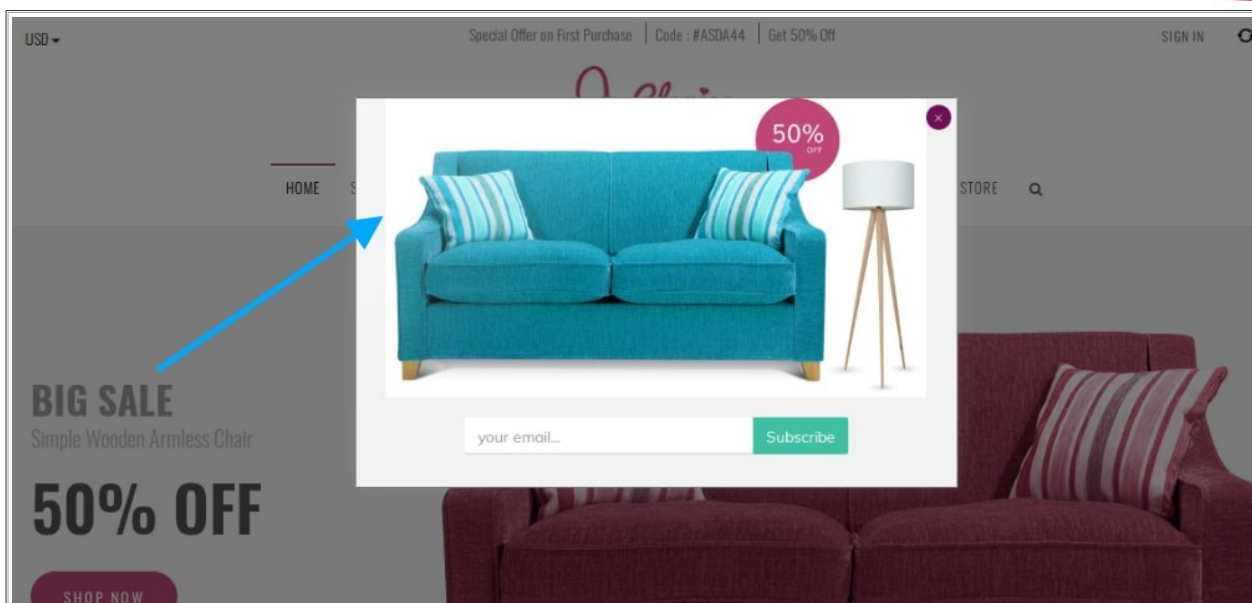 USD
Special Offer on First Purchase | Code : #ASDA44 | Get 50% Off
SIGN IN
HOME
STORE
50%
OFF
your email...
Subscribe
BIG SALE
Simple Wooden Armless Chair
50% OFF
SHOP NOW